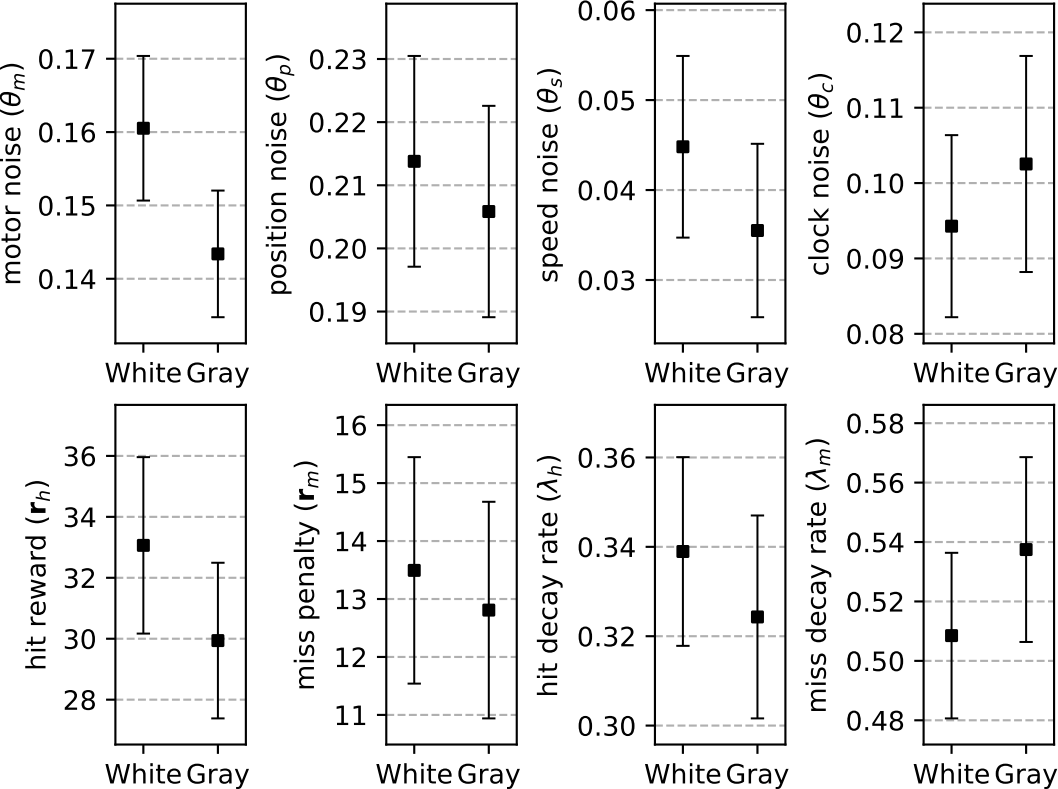 motor noise (θm)
0.17
0.16
0.15
0.14
White Gray
position noise (θp)
0.23
0.22
0.21
0.20
0.19
White Gray
speed noise (θs)
0.06
0.05
0.04
0.03
White Gray
clock noise (θc)
0.12
0.11
0.10
0.09
0.08
White Gray
hit reward (rh)
36
34
32
30
28
White Gray
miss penalty (rm)
16
15
14
13
12
11
White Gray
hit decay rate (λh)
0.36
0.34
0.32
0.30
White Gray
miss decay rate (λm)
0.58
0.56
0.54
0.52
0.50
0.48
White Gray